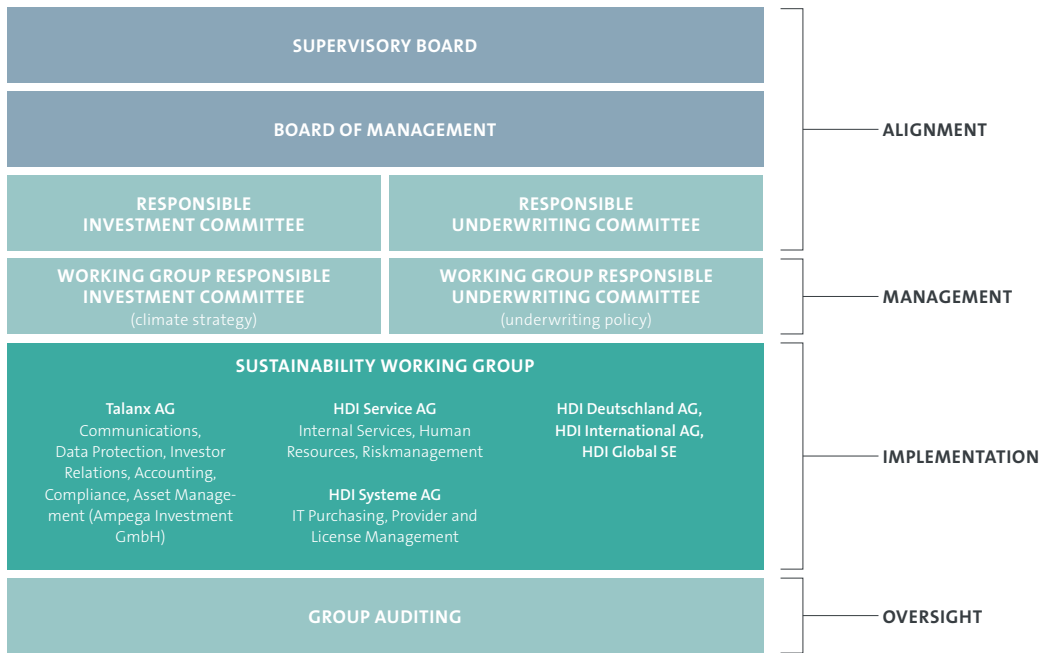 SUPERVISORY BOARD
BOARD OF MANAGEMENT
RESPONSIBLE
INVESTMENT COMMITTEE
RESPONSIBLE
UNDERWRITING COMMITTEE
ALIGNMENT
WORKING GROUP RESPONSIBLE
INVESTMENT COMMITTEE
(climate strategy)
WORKING GROUP RESPONSIBLE
UNDERWRITING COMMITTEE
(underwriting policy)
MANAGEMENT
SUSTAINABILITY WORKING GROUP
Talanx AG
Communications,
Data Protection, Investor
Relations, Accounting,
Compliance, Asset Manage-
ment (Ampega Investment
GmbH)
HDI Service AG
Internal Services, Human
Resources, Riskmanagement
HDI Systeme AG
IT Purchasing, Provider and
License Management
HDI Deutschland AG,
HDI International AG,
HDI Global SE
IMPLEMENTATION
GROUP AUDITING
OVERSIGHT